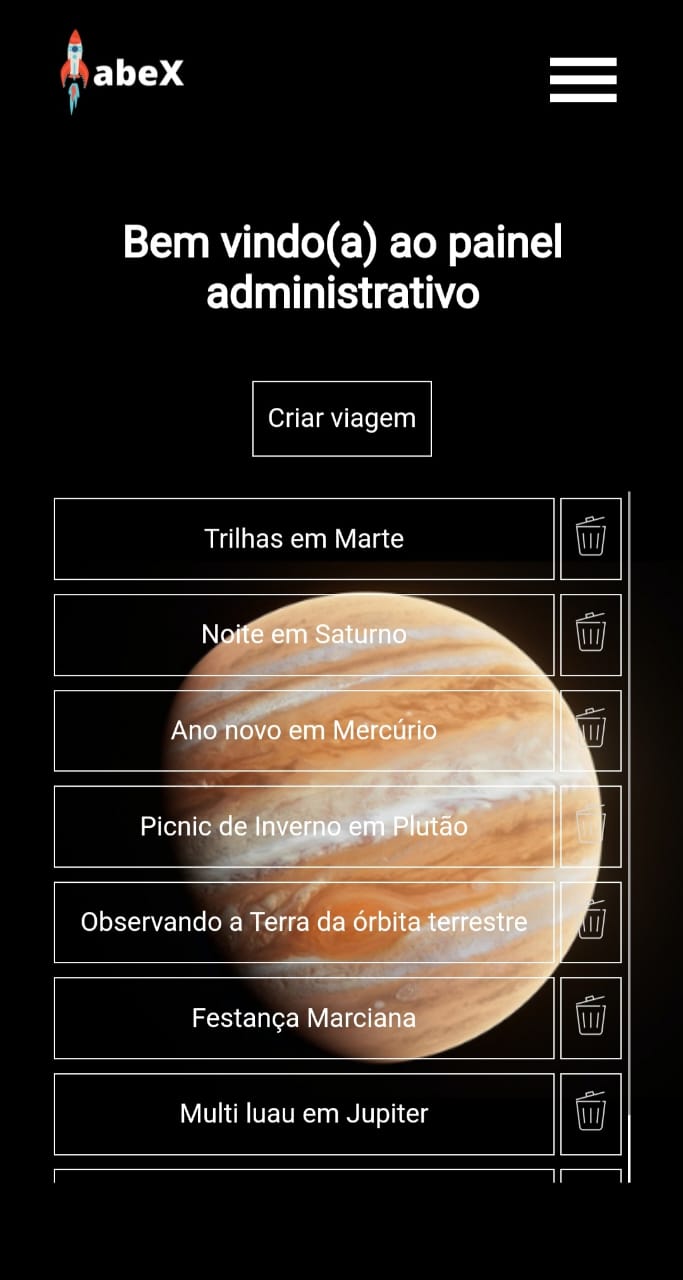 abeX
Bem vindo(a) ao painel
administrativo
Criar viagem
Trilhas em Marte
Noite em Saturno
Ano novo em Mercúrio
Picnic de Inverno em Plutão
Observando a Terra da órbita terrestre
Festança Marciana
Multi luau em Jupiter